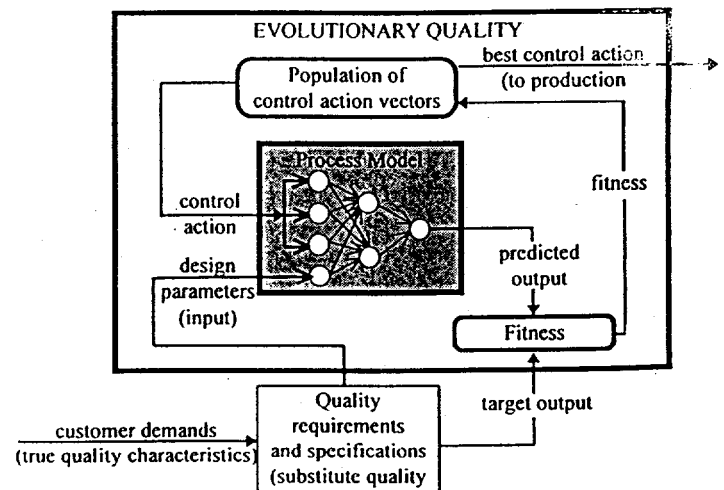 EVOLUTIONARY QUALITY
best control action
(to production
Population of
control action vectors
Process Model
fitness
control
action
design
parameters
(input)
predicted
output
Fitness
Quality
requirements
and specifications
(substitute quality
target output
customer demands
(true quality characteristics)